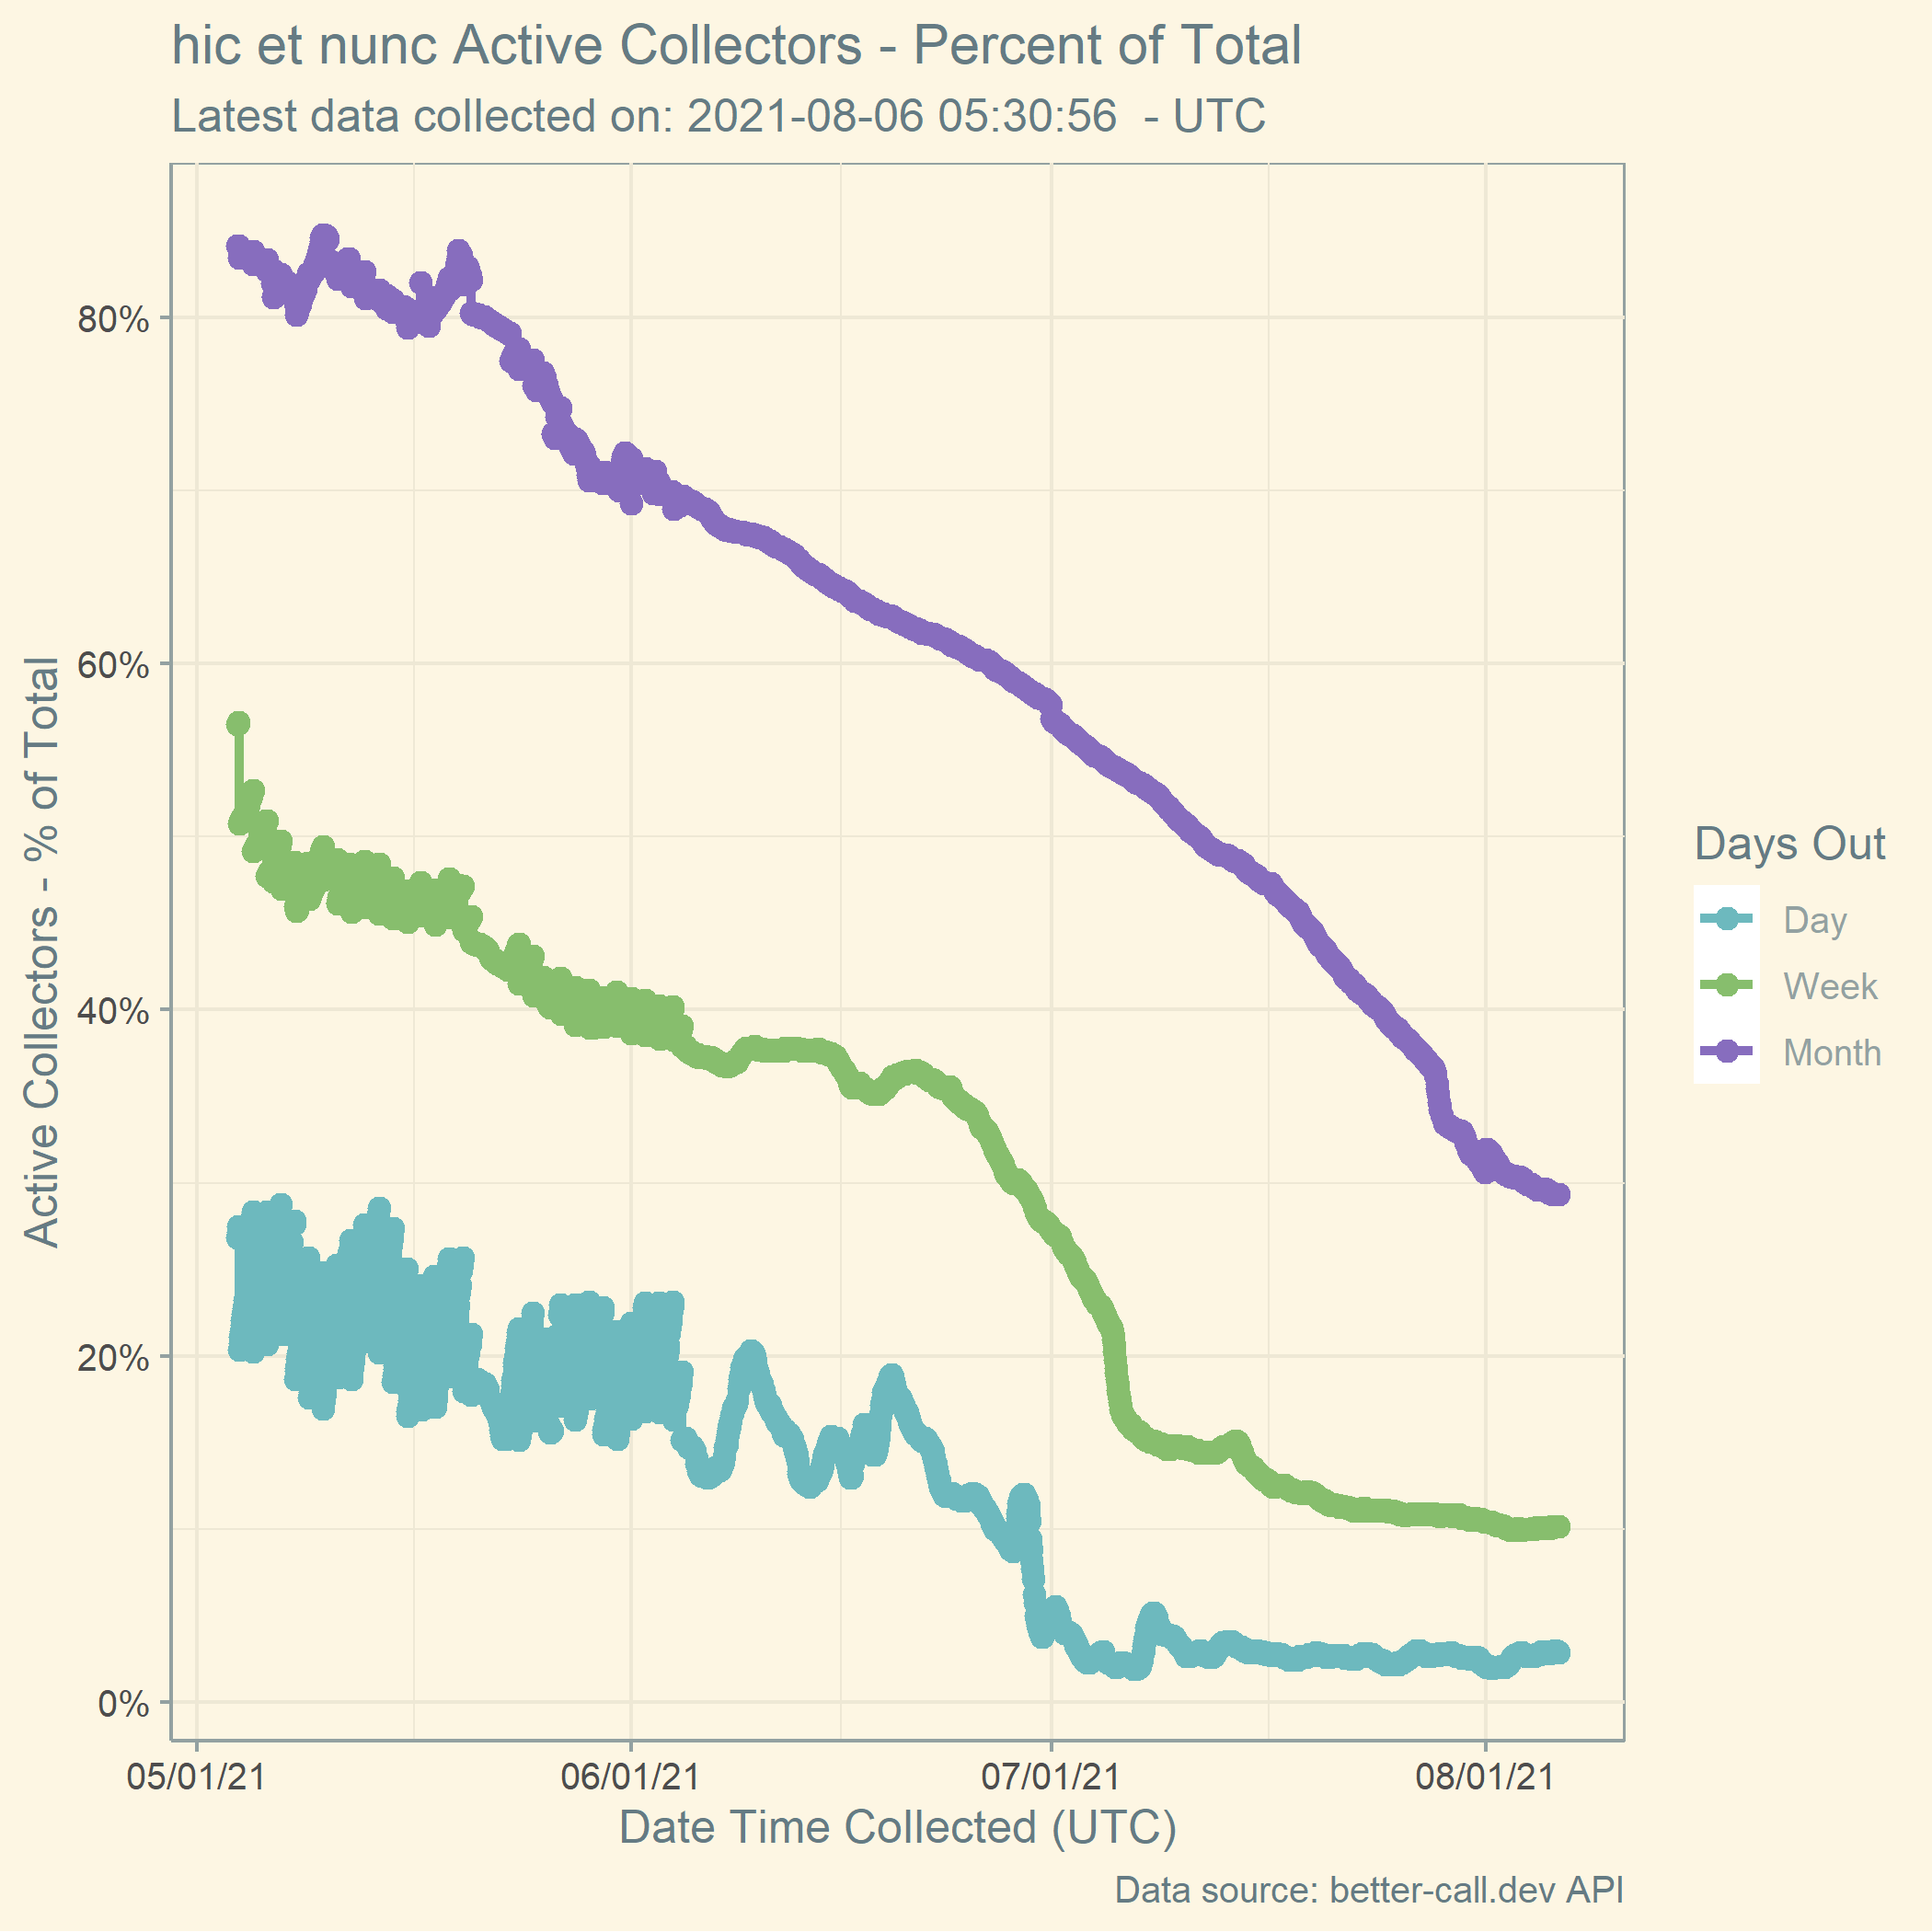 hic et nunc Active Collectors - Percent of Total
Latest data collected on: 2021-08-06 05:30:56  - UTC
Active Collectors - % of Total
80%
60%
40%
20%
0%
05/01/21
06/01/21
07/01/21
08/01/21
Date Time Collected (UTC)
Days Out
Day
Week
Month
Data source: better-call.dev API